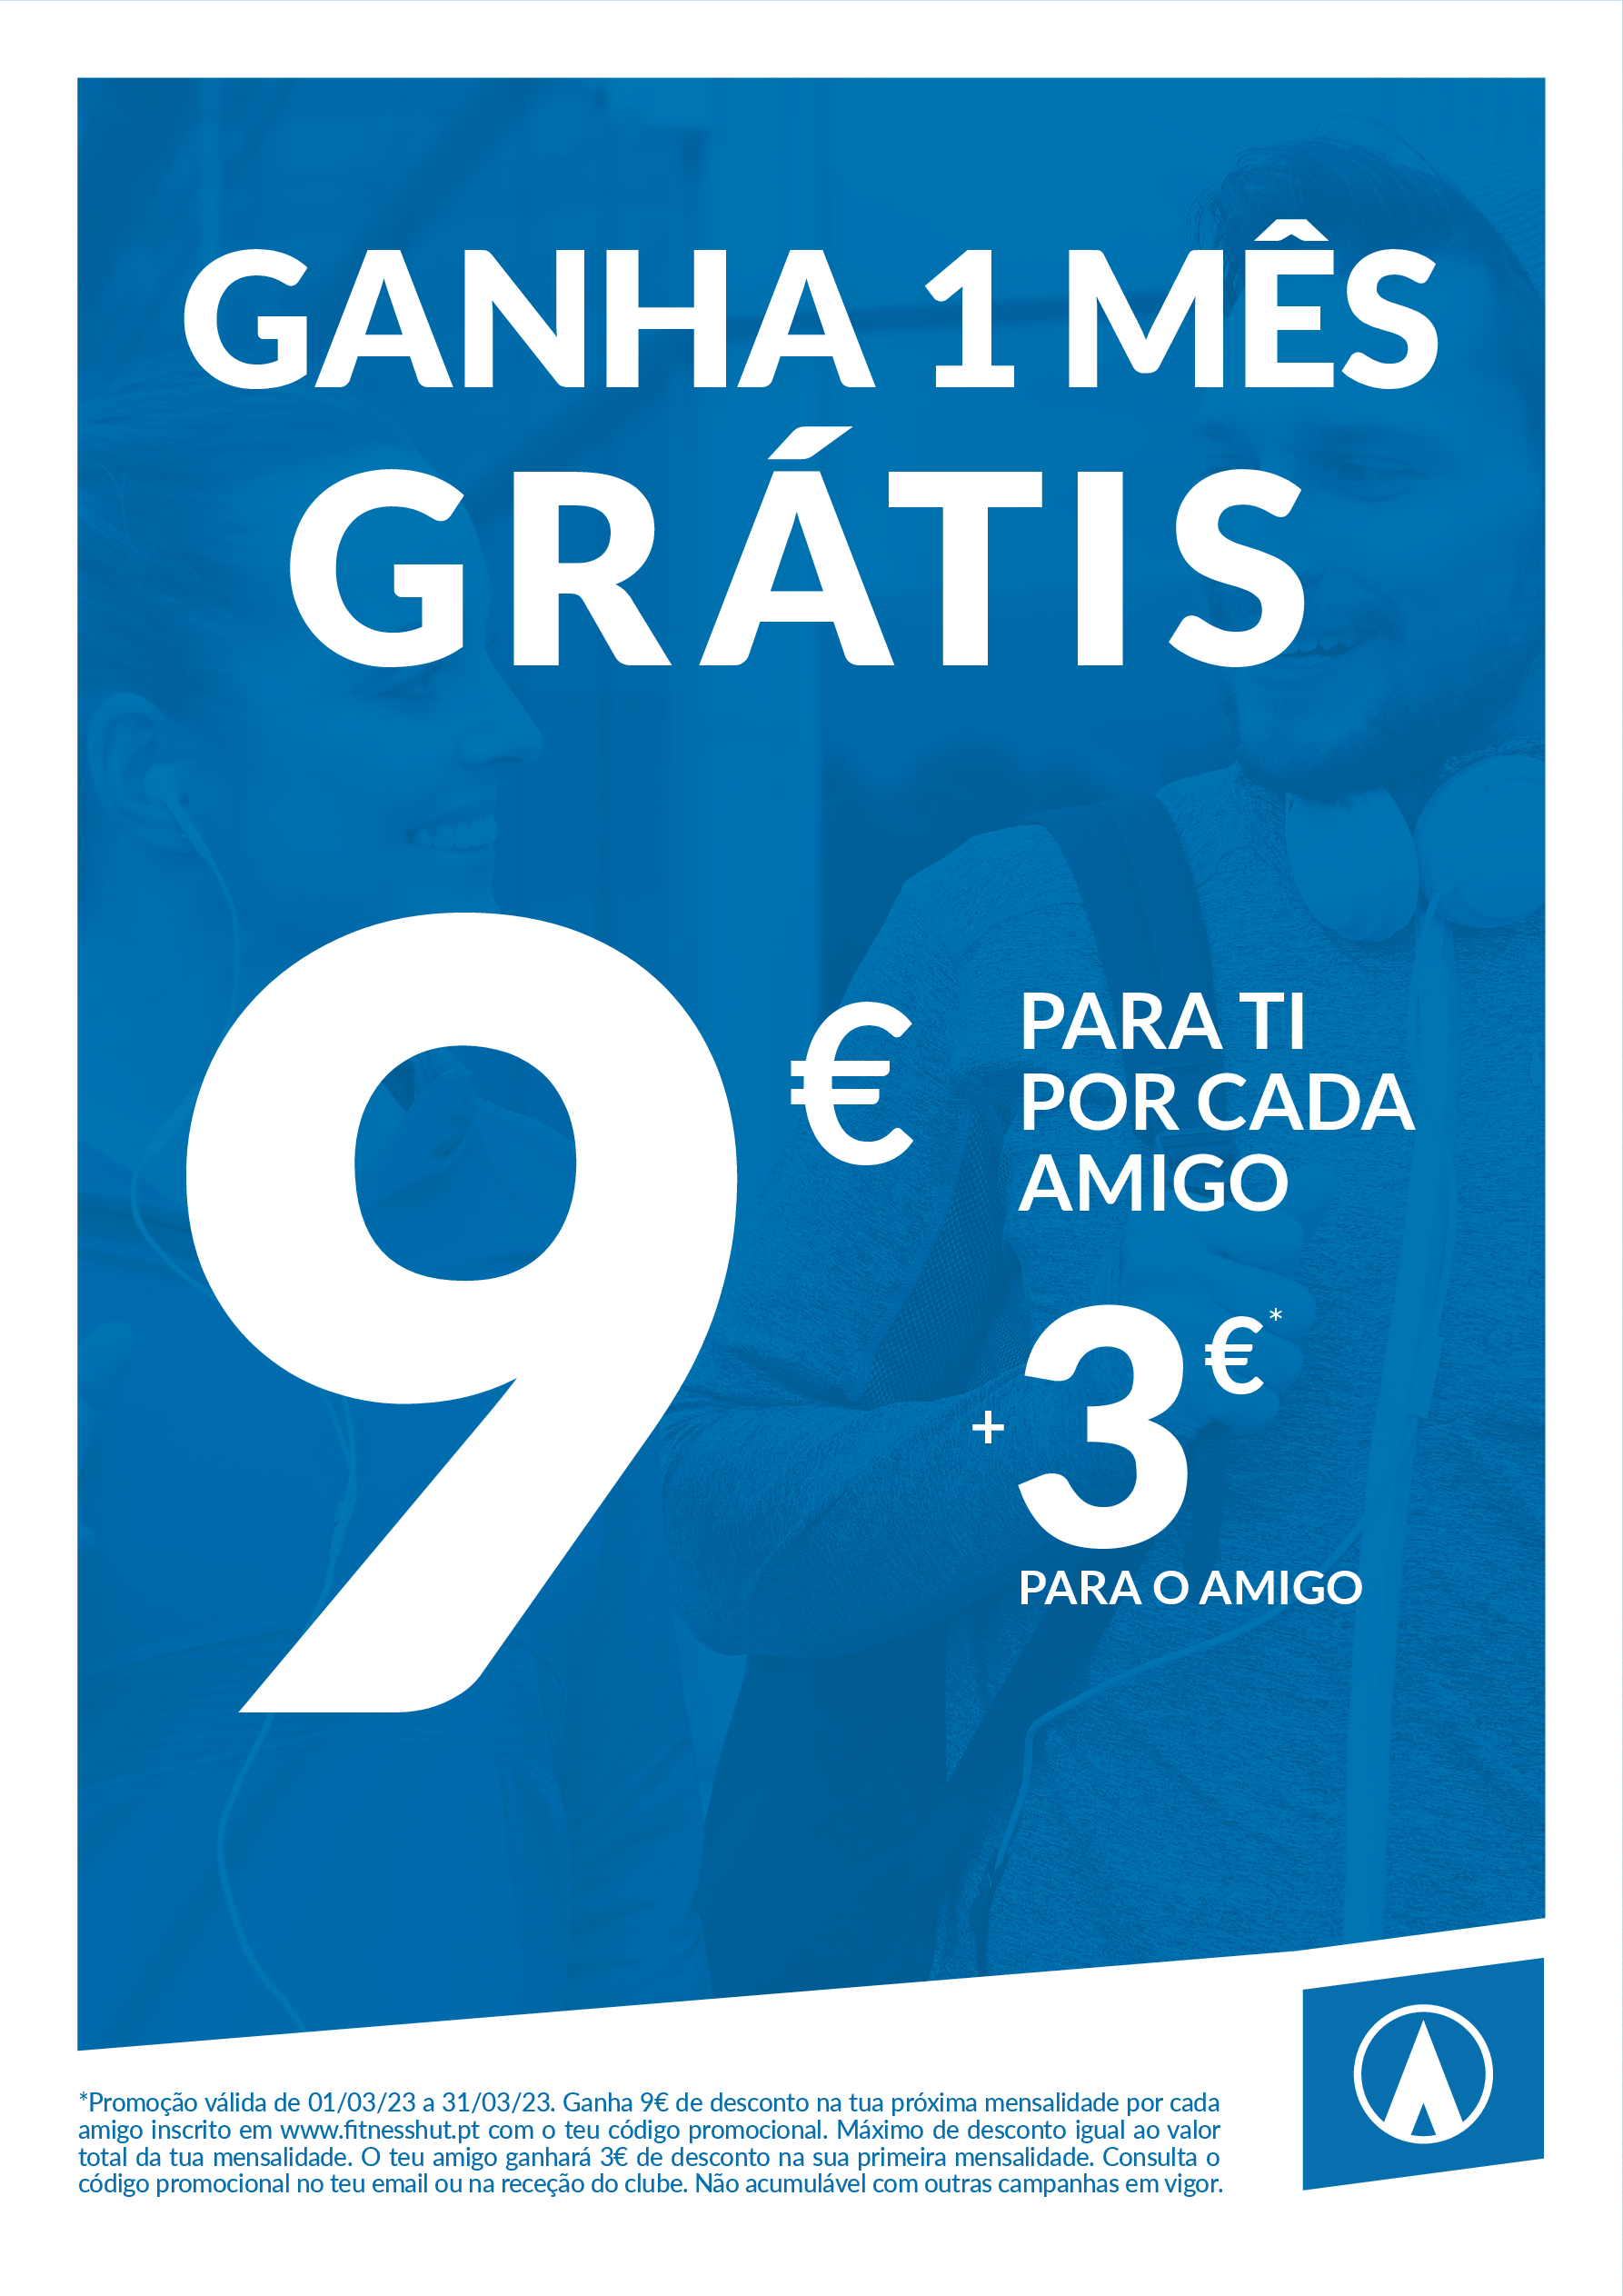 GANHA 1 MÊS
GRÁTIS
9€
PARA TI
POR CADA
AMIGO
+ 3€*
PARA O AMIGO
*Promoção válida de 01/03/23 a 31/03/23. Ganha 9€ de desconto na tua próxima mensalidade por cada
amigo inscrito em www.fitnesshut.pt com o teu código promocional. Máximo de desconto igual ao valor
total da tua mensalidade. O teu amigo ganhará 3€ de desconto na sua primeira mensalidade. Consulta o
código promocional no teu email ou na receção do clube. Não acumulável com outras campanhas em vigor.